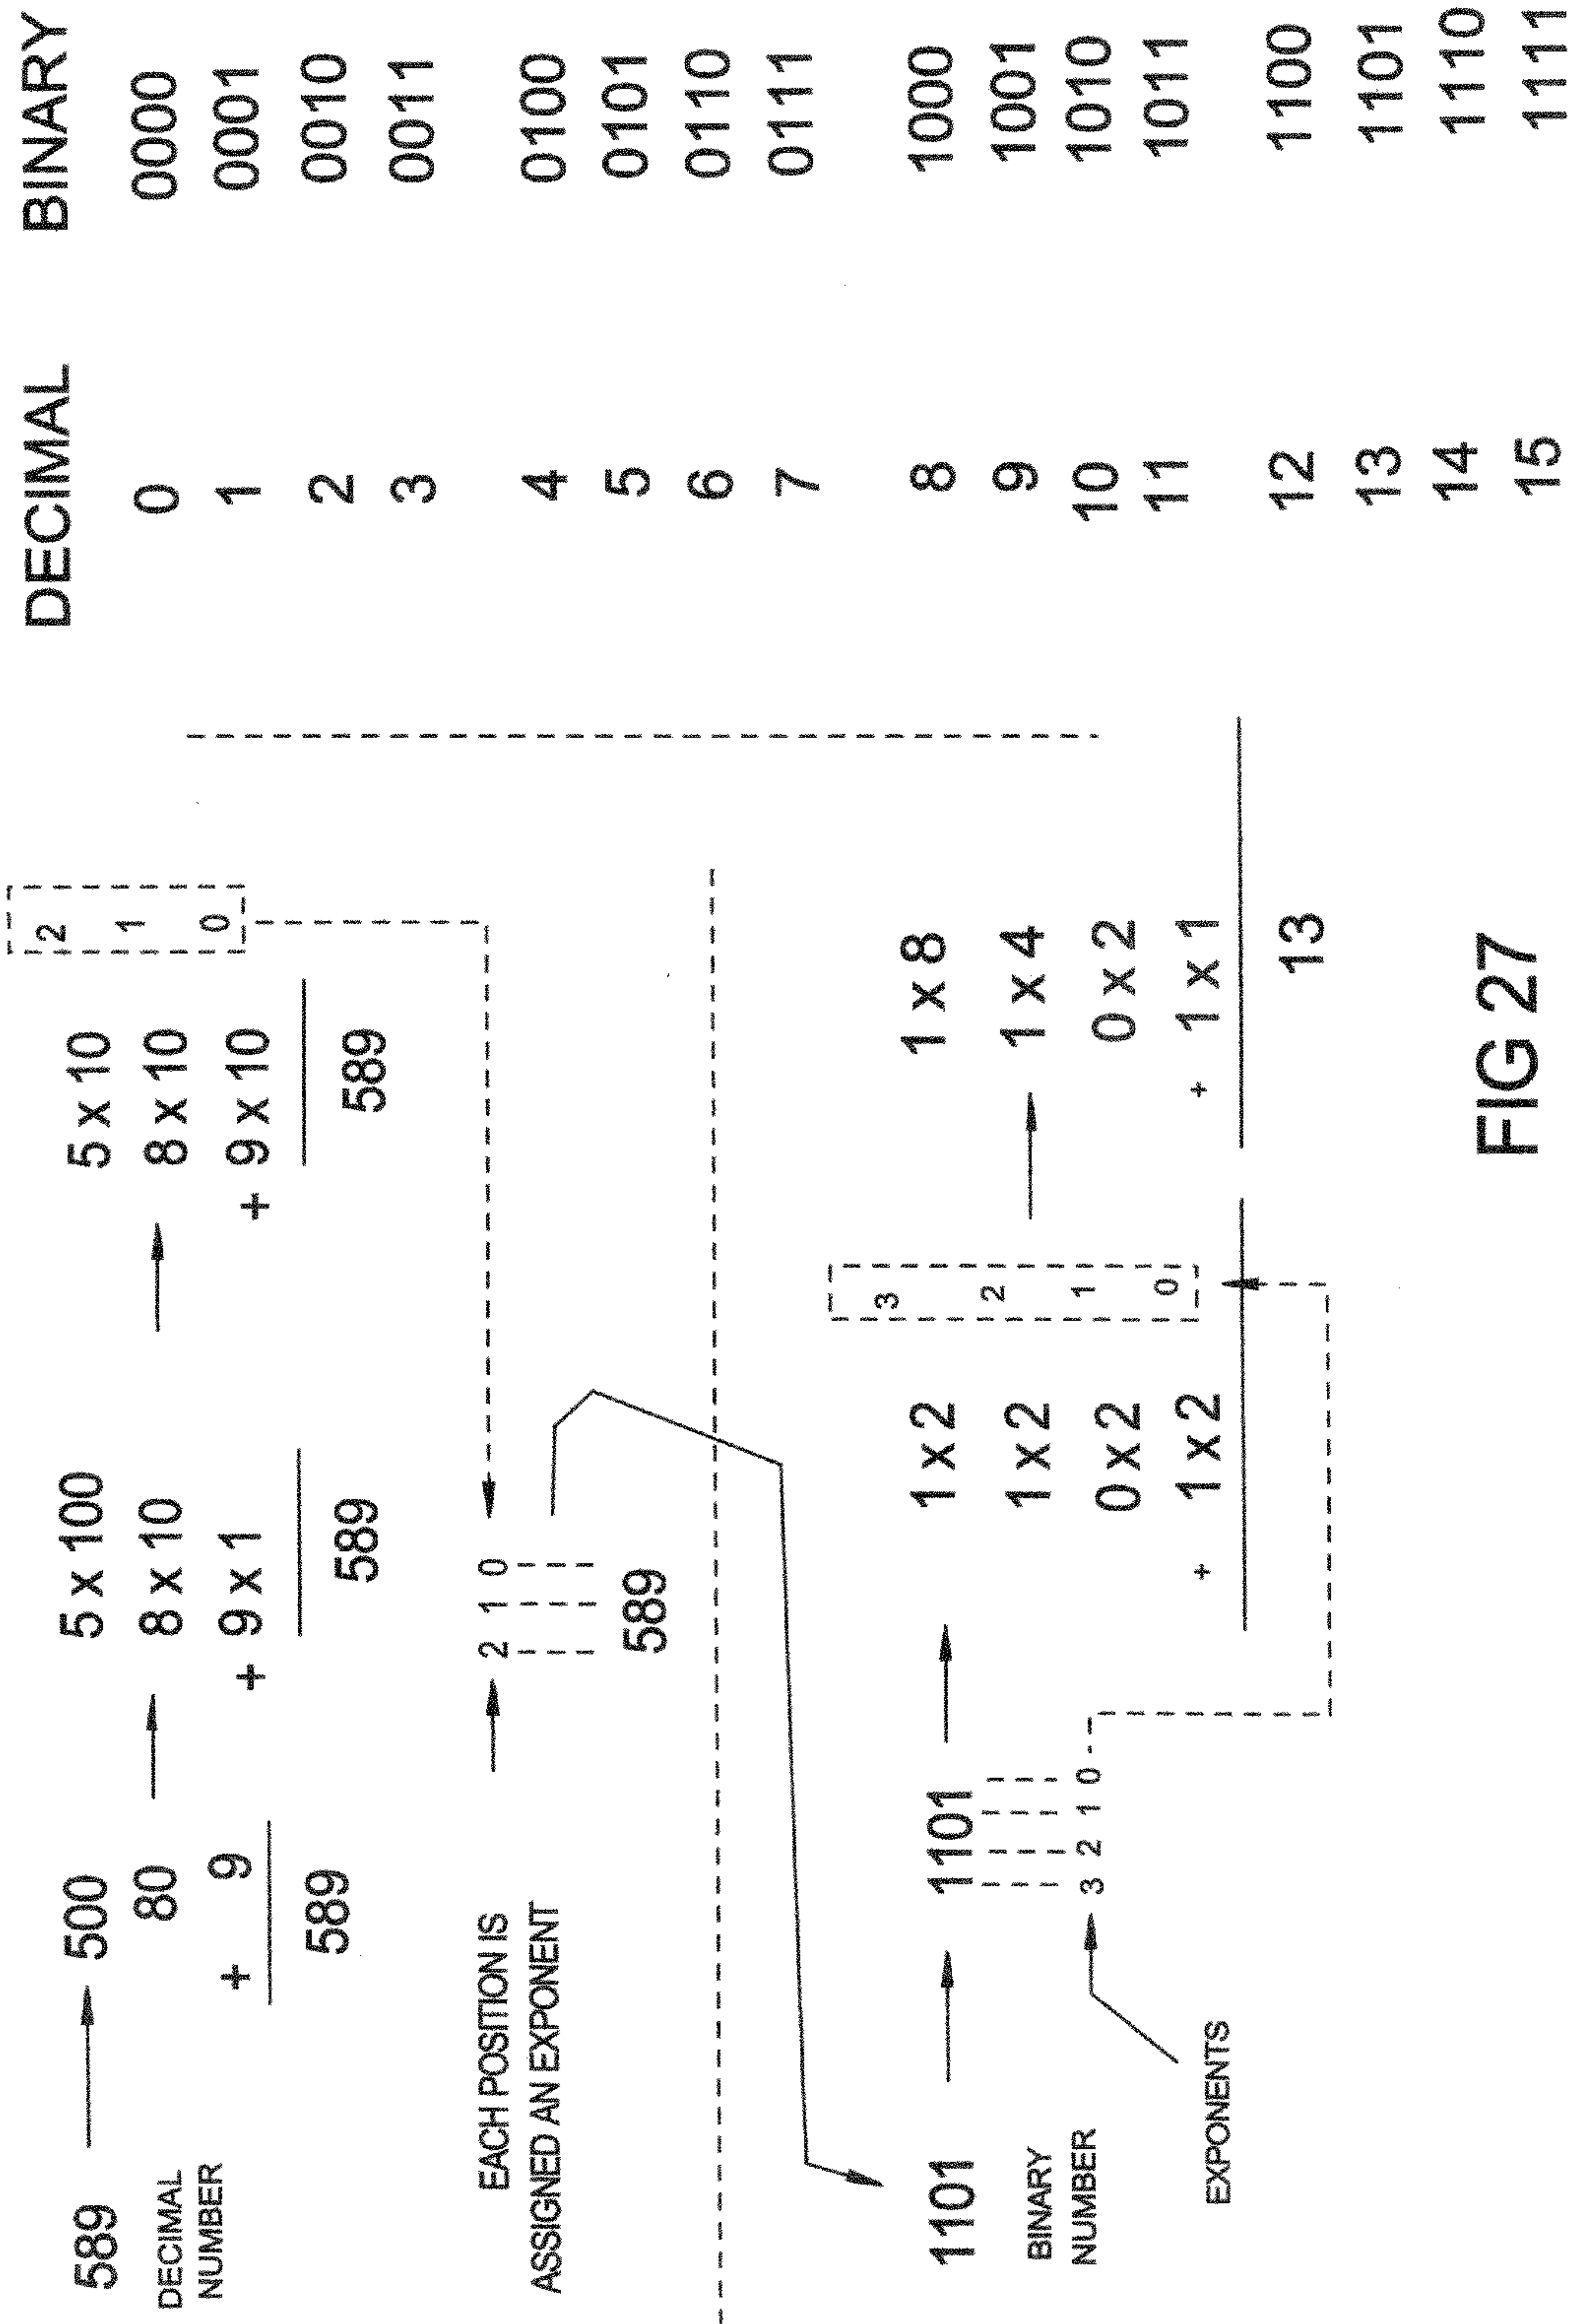 589
DECIMAL
NUMBER
500
80
+ 9
589
5 x 100
8 x 10
+ 9 x 1
589
5 x 10 2
8 x 10 1
+ 9 x 10 0
589
EACH POSITION IS
ASSIGNED AN EXPONENT
2 1 0
589
1101
BINARY
NUMBER
1101
3 2 1 0
EXPONENTS
1 x 2 3
1 x 2 2
0 x 2 1
+ 1 x 2 0
1 x 8
1 x 4
0 x 2
+ 1 x 1
13
DECIMAL BINARY
0 0000
1 0001
2 0010
3 0011
4 0100
5 0101
6 0110
7 0111
8 1000
9 1001
10 1010
11 1011
12 1100
13 1101
14 1110
15 1111
FIG 27